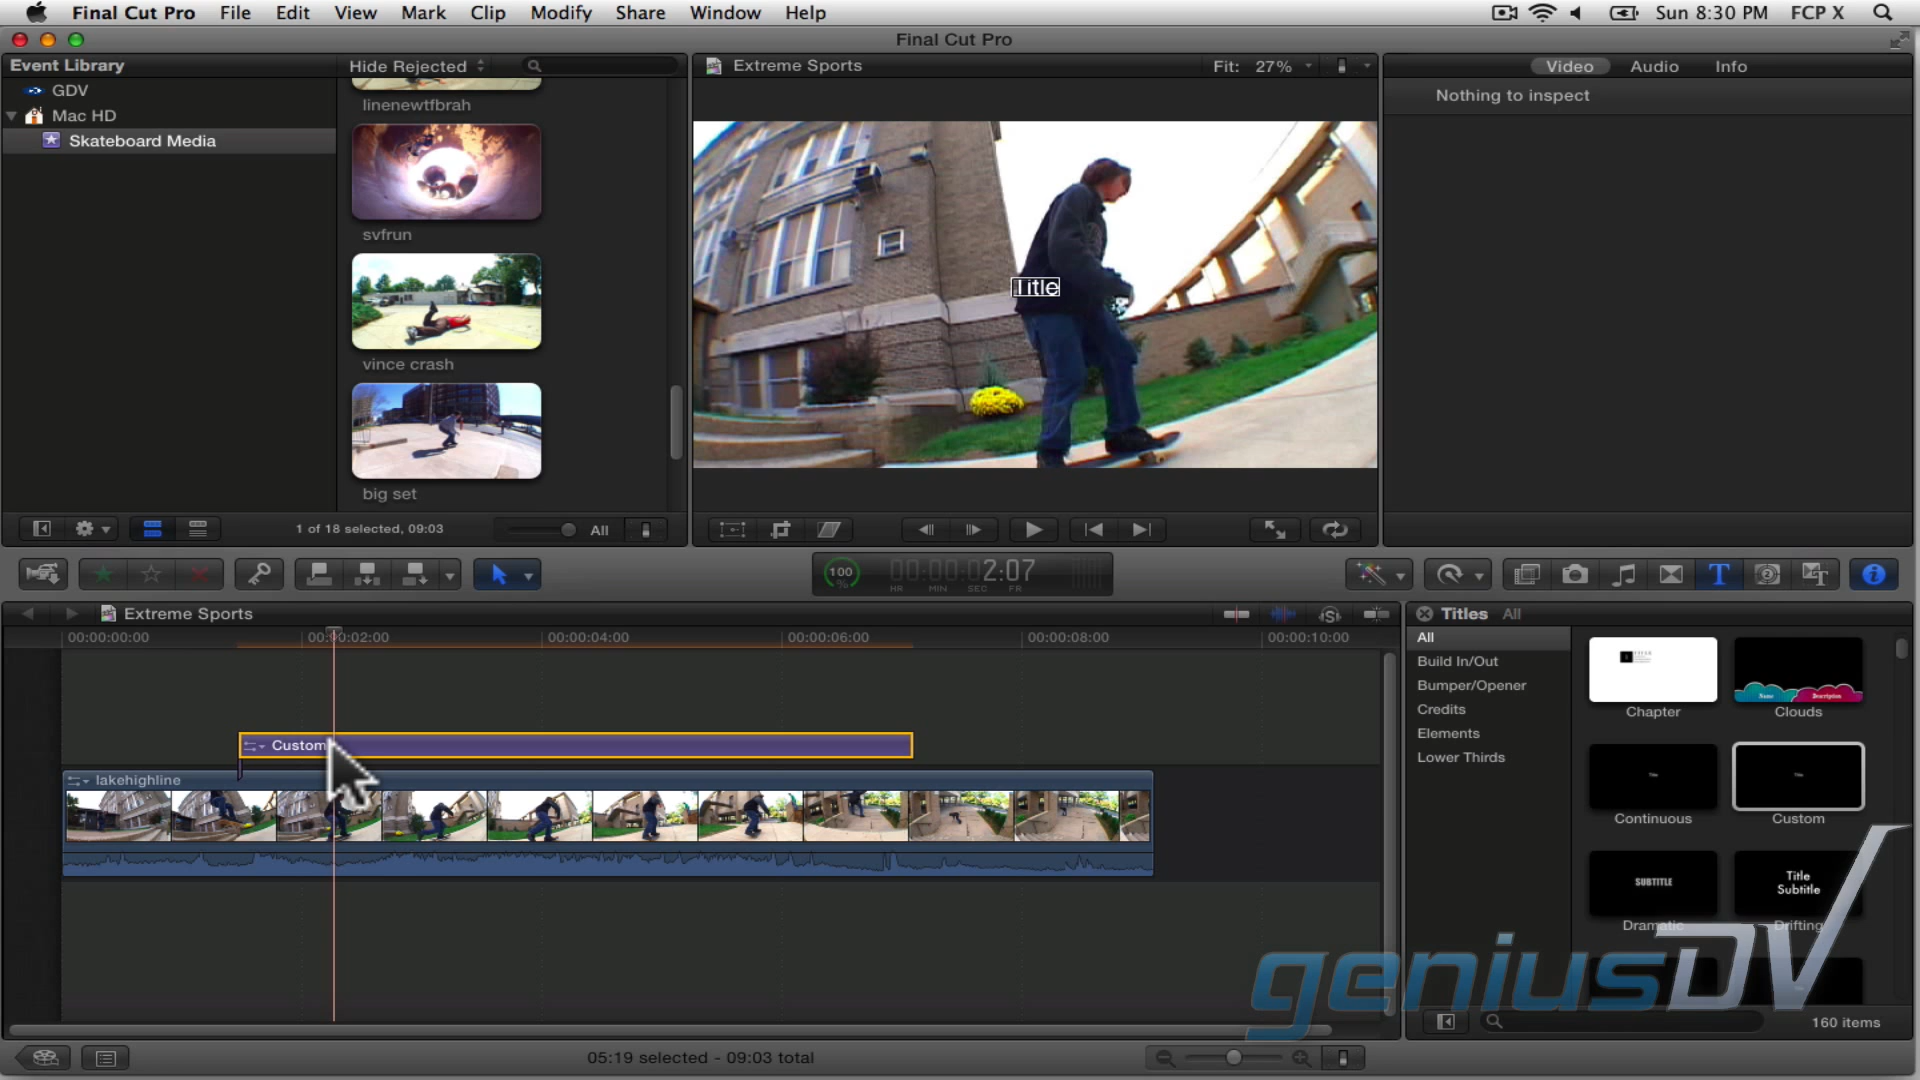 Final Cut Pro File Edit View Mark Clip Modify Share Window Help Sun 8:30 PM FCP X
Final Cut Pro
Event Library
Hide Rejected
GDV
Mac HD
Skateboard Media
linenewtfbrah
svfrun
vince crash
big set
1 of 18 selected, 09:03
All
Extreme Sports
Fit: 27%
Title
Video Audio Info
Nothing to inspect
100
%
00:00:02:07
HR MIN SEC FR
Extreme Sports
00:00:00:00 00:00:02:00 00:00:04:00 00:00:06:00 00:00:08:00 00:00:10:00
Custom
lakehighline
Titles All
All
Build In/Out
Bumper/Opener
Credits
Elements
Lower Thirds
Name Description
Chapter Clouds
Title Title
Continuous Custom
SUBTITLE
Title
Subtitle
Dramatic Drifting
geniusDV
160 items
05:19 selected - 09:03 total